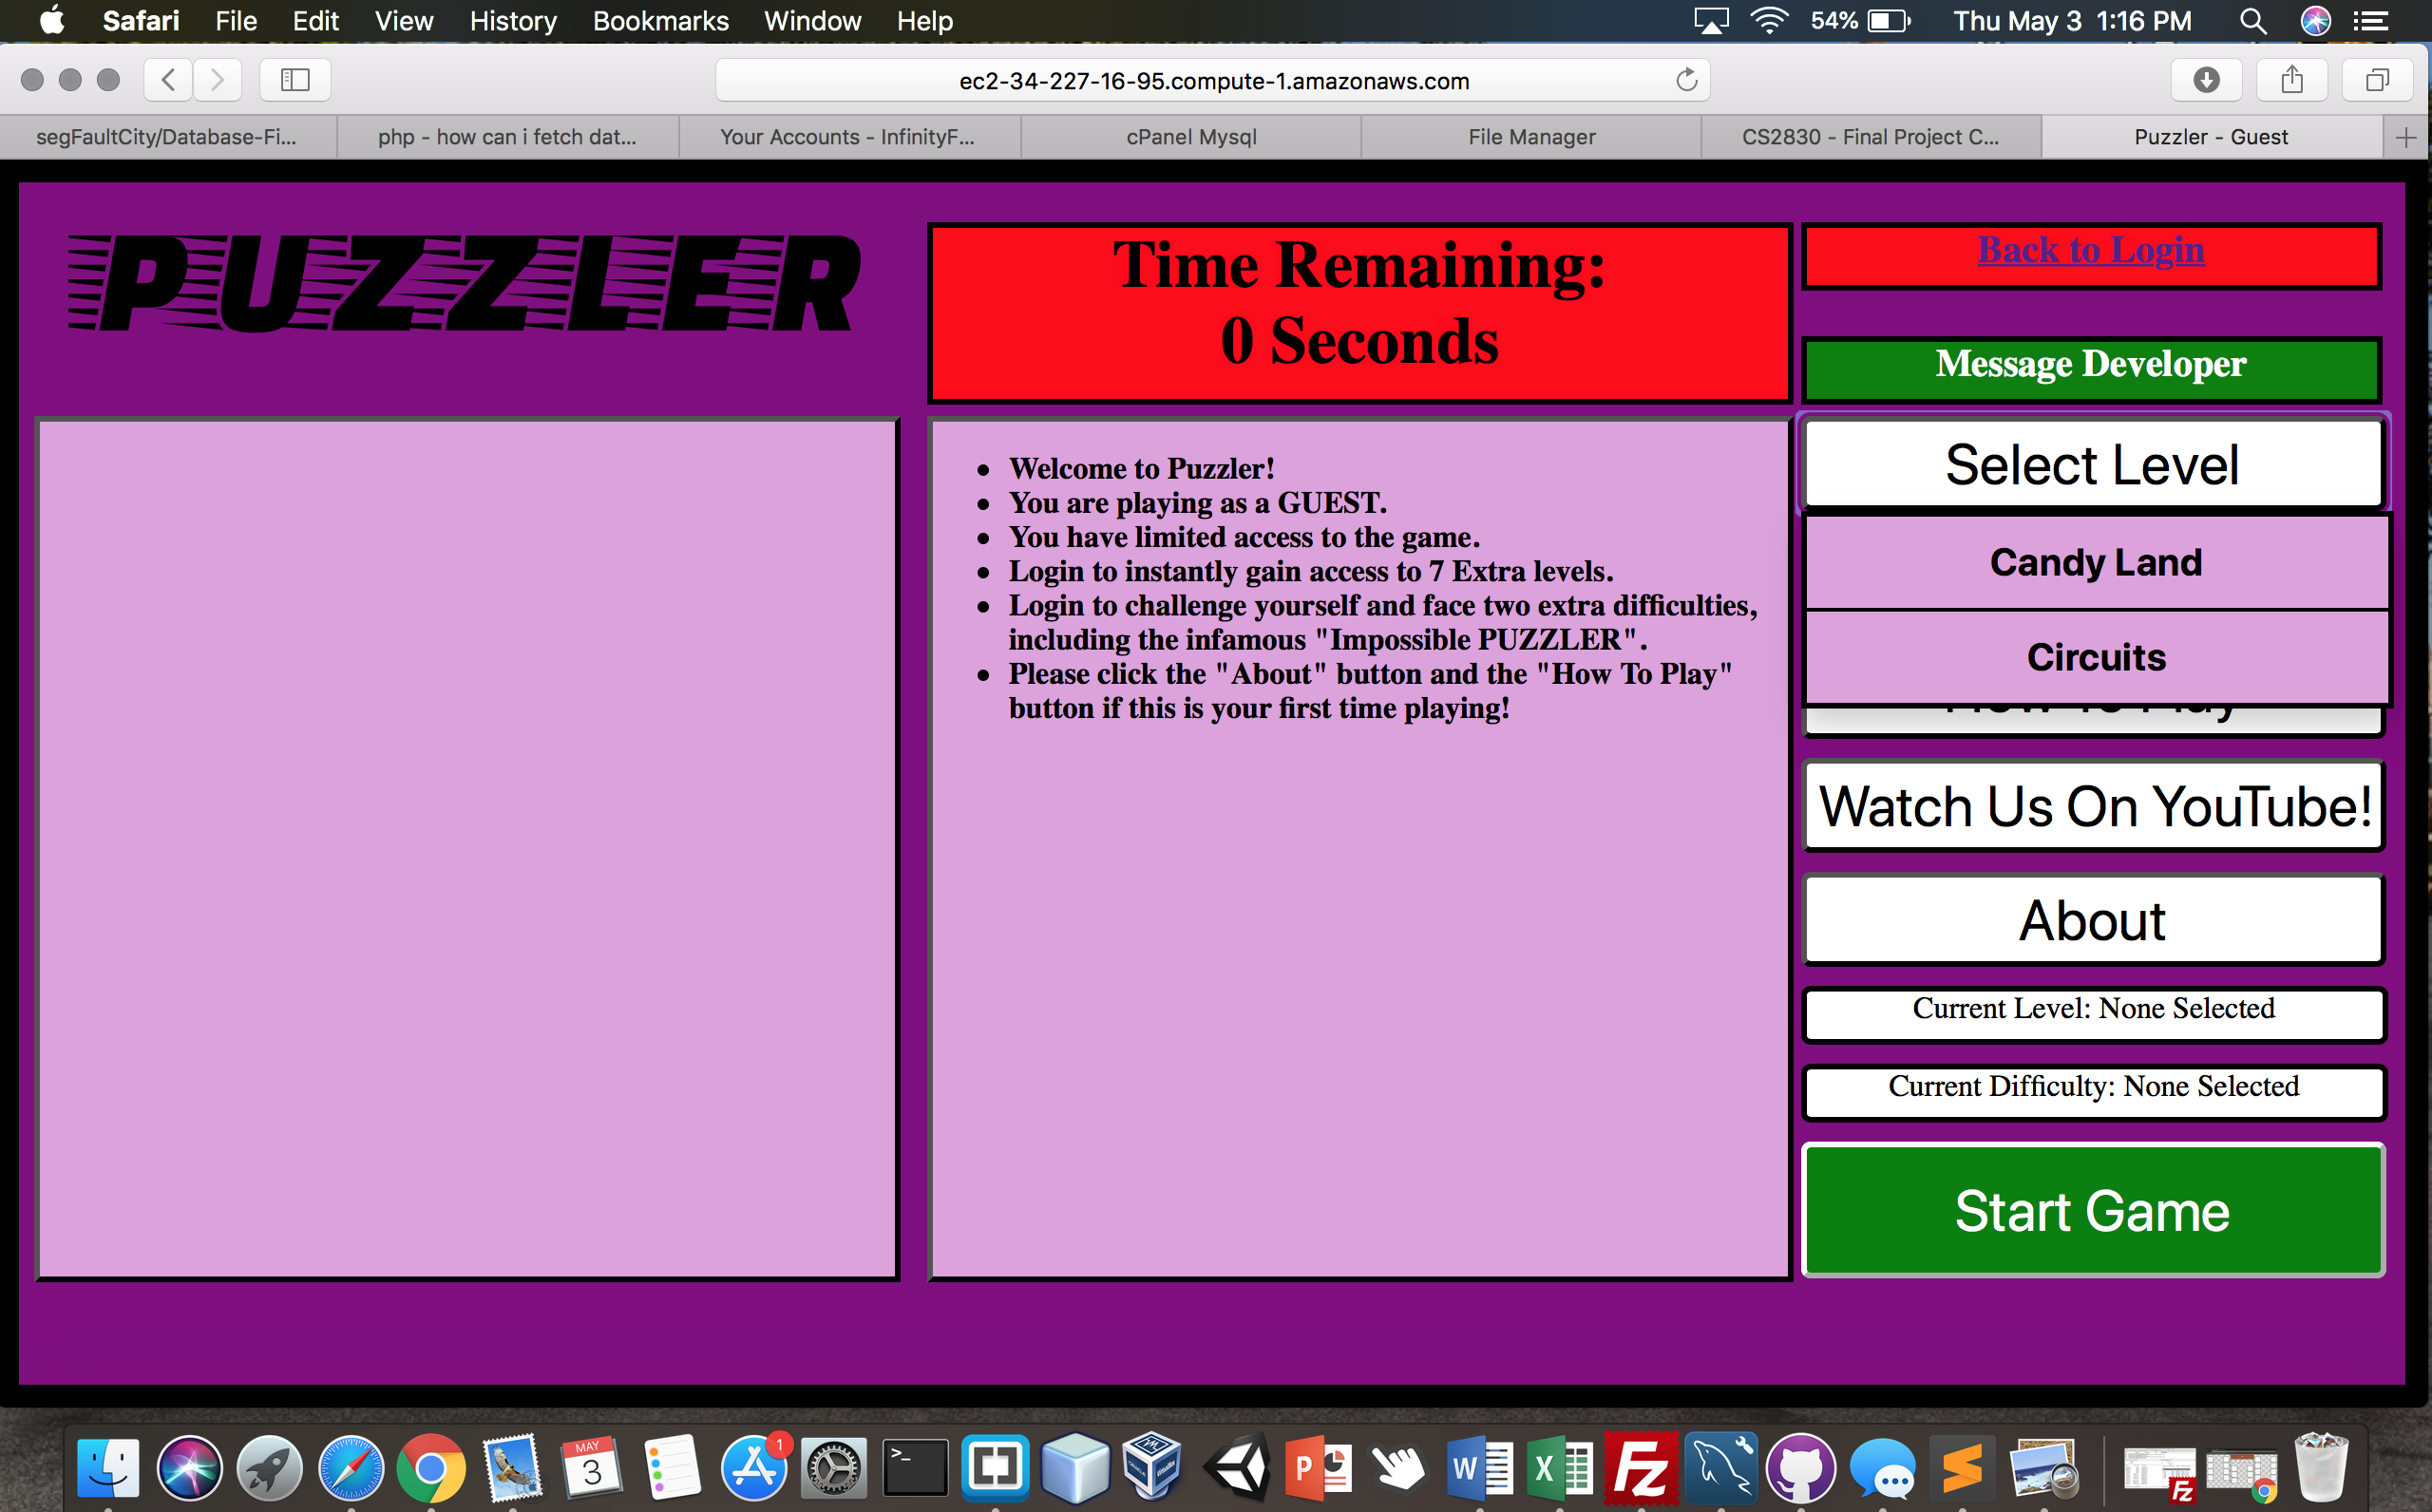 Safari File Edit View History Bookmarks Window Help 54% Thu May 3 1:16 PM
ec2-34-227-16-95.compute-1.amazonaws.com
segFaultCity/Database-Fi... php - how can i fetch dat... Your Accounts - InfinityF... cPanel Mysql File Manager CS2830 - Final Project C... Puzzler - Guest
PUZZLER
Time Remaining:
0 Seconds
Back to Login
Message Developer
• Welcome to Puzzler!
• You are playing as a GUEST.
• You have limited access to the game.
• Login to instantly gain access to 7 Extra levels.
• Login to challenge yourself and face two extra difficulties,
including the infamous "Impossible PUZZLER".
• Please click the "About" button and the "How To Play"
button if this is your first time playing!
Select Level
Candy Land
Circuits
How To Play
Watch Us On YouTube!
About
Current Level: None Selected
Current Difficulty: None Selected
Start Game
MAY
3
1
>_
P
W
X
Fz
Fz